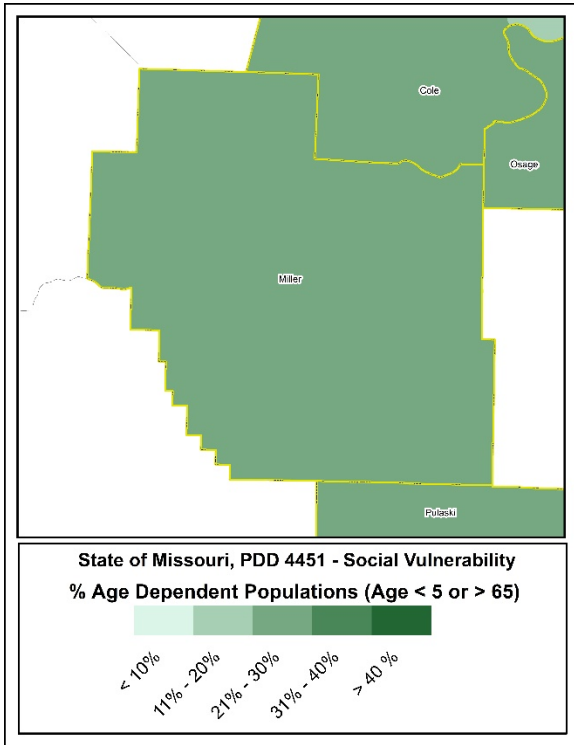 Cole
Osage
Miller
Pulaski
State of Missouri, PDD 4451 - Social Vulnerability
% Age Dependent Populations (Age < 5 or > 65)
< 10%
11% - 20%
21% - 30%
31% - 40%
> 40 %